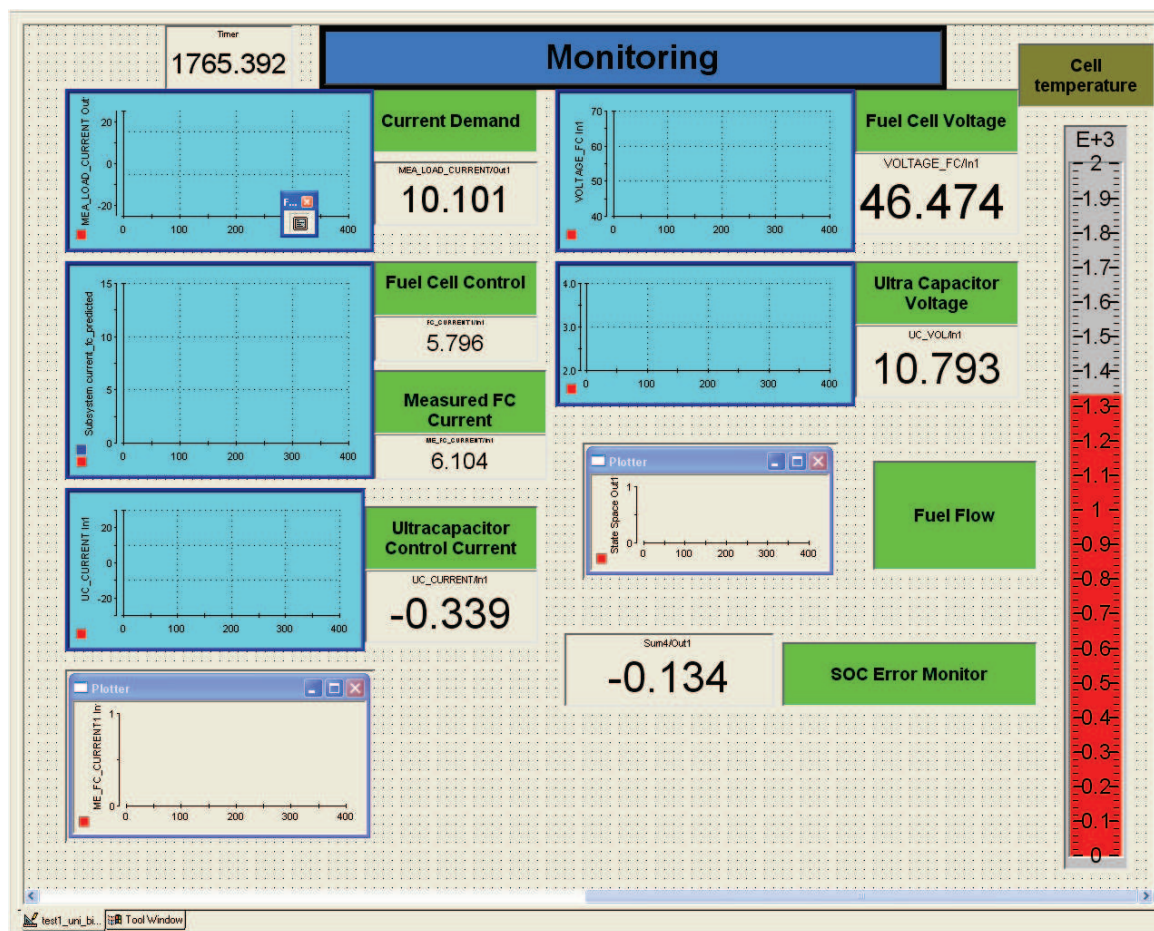 Timer
1765.392
Monitoring
Cell
temperature
MEA_LOAD_CURRENT Out
20
0
-20
0
100
200
300
400
F...
Current Demand
MEA_LOAD_CURRENT/Out1
10.101
VOLTAGE_FC In1
70
60
50
40
0
100
200
300
400
Fuel Cell Voltage
VOLTAGE_FC/In1
46.474
Subsystem current_fc_predicted
15
10
5
0
0
100
200
300
400
Fuel Cell Control
FC_CURRENT1/In1
5.796
Measured FC
Current
ME_FC_CURRENT/In1
6.104
4.0
3.0
2.0
0
100
200
300
400
Ultra Capacitor
Voltage
UC_VOL/In1
10.793
UC_CURRENT In1
20
0
-20
0
100
200
300
400
Ultracapacitor
Control Current
UC_CURRENT/In1
-0.339
Plotter
State Space Out1
1
0
0
100
200
300
400
Fuel Flow
Sum4/Out1
-0.134
SOC Error Monitor
Plotter
ME_FC_CURRENT1 In
1
0
0
100
200
300
400
E+3
2
1.9
1.8
1.7
1.6
1.5
1.4
1.3
1.2
1.1
1
0.9
0.8
0.7
0.6
0.5
0.4
0.3
0.2
0.1
0
test1_uni_bi...
Tool Window